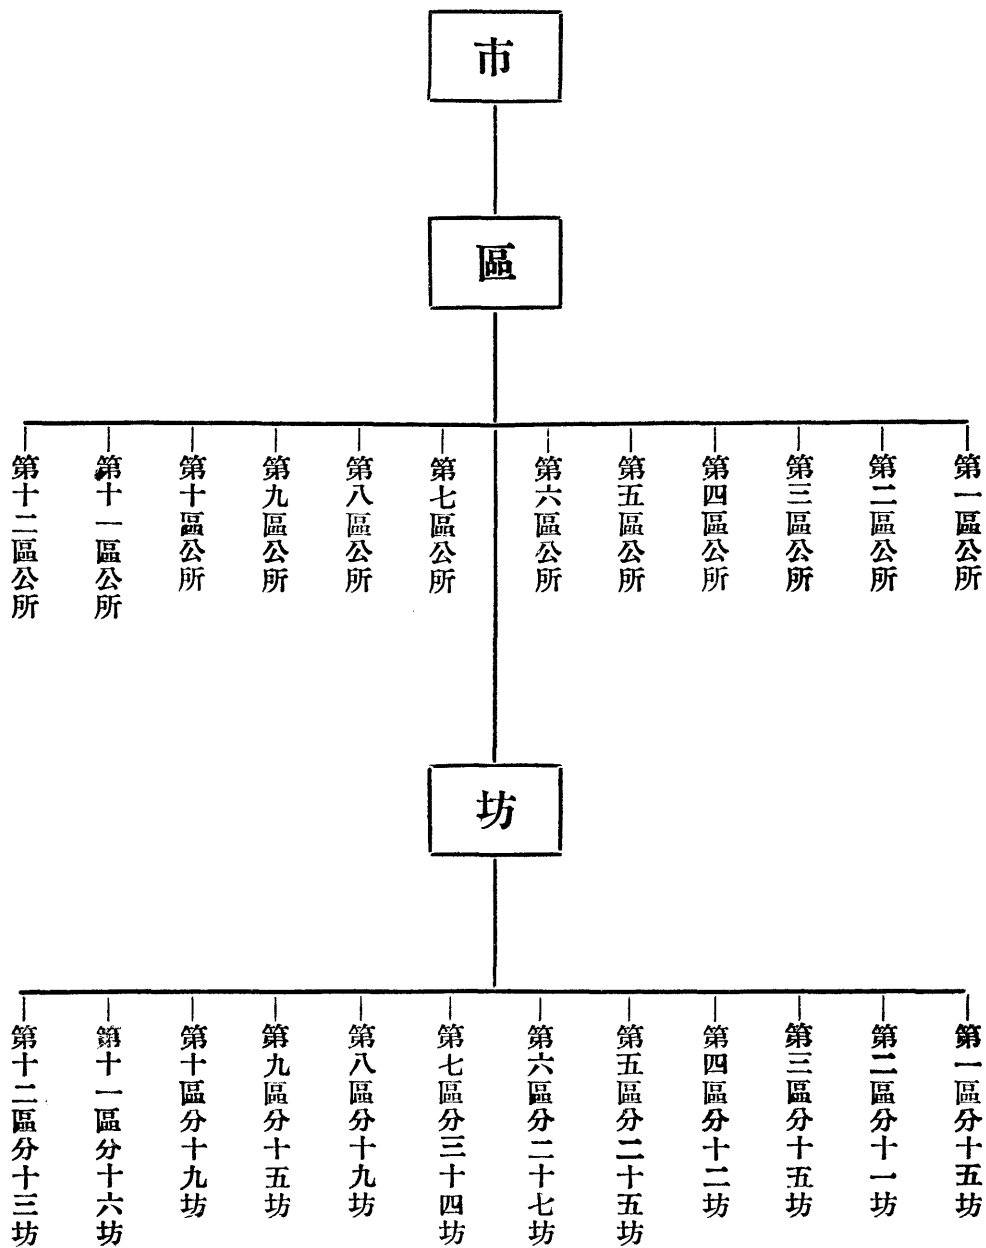 市
區
第一區公所
第二區公所
第三區公所
第四區公所
第五區公所
第六區公所
第七區公所
第八區公所
第九區公所
第十區公所
第十一區公所
第十二區公所
坊
第一區分十五坊
第二區分十一坊
第三區分十五坊
第四區分十二坊
第五區分二十五坊
第六區分二十七坊
第七區分三十四坊
第八區分十九坊
第九區分十五坊
第十區分十九坊
第十一區分十六坊
第十二區分十三坊